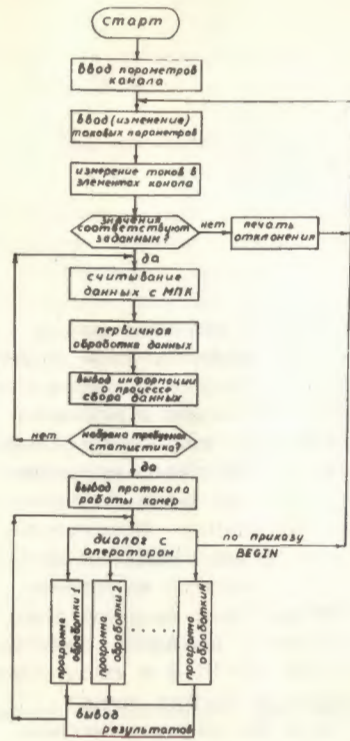 старт
ввод параметров
канала
ввод (изменение)
токовых параметров
измерение токов в
элементах канала
значения
соответствуют
заданным?
нет
печать
отклонения
да
считывание
данных с МПК
первичная
обработка данных
вывод информации
о процессе
сбора данных
нет
набрана требуемая
статистика?
да
вывод протокола
работы камер
диалог с
оператором
по приказу
BEGIN
программа
обработки 1
программа
обработки 2
программа
обработки N
вывод
результатов